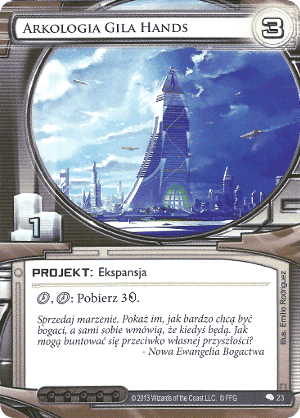 Arkologia Gila Hands
3
1
PROJEKT: Ekspansja
, : Pobierz 3.
Sprzedaj marzenie. Pokaż im, jak bardzo chcą być
bogaci, a sami sobie wmówią, że kiedyś będą. Jak
mogą buntować się przeciwko własnej przyszłości?
- Nowa Ewangelia Bogactwa
Illus. Emilio Rodriguez
©2013 Wizards of the Coast LLC. © FFG
23